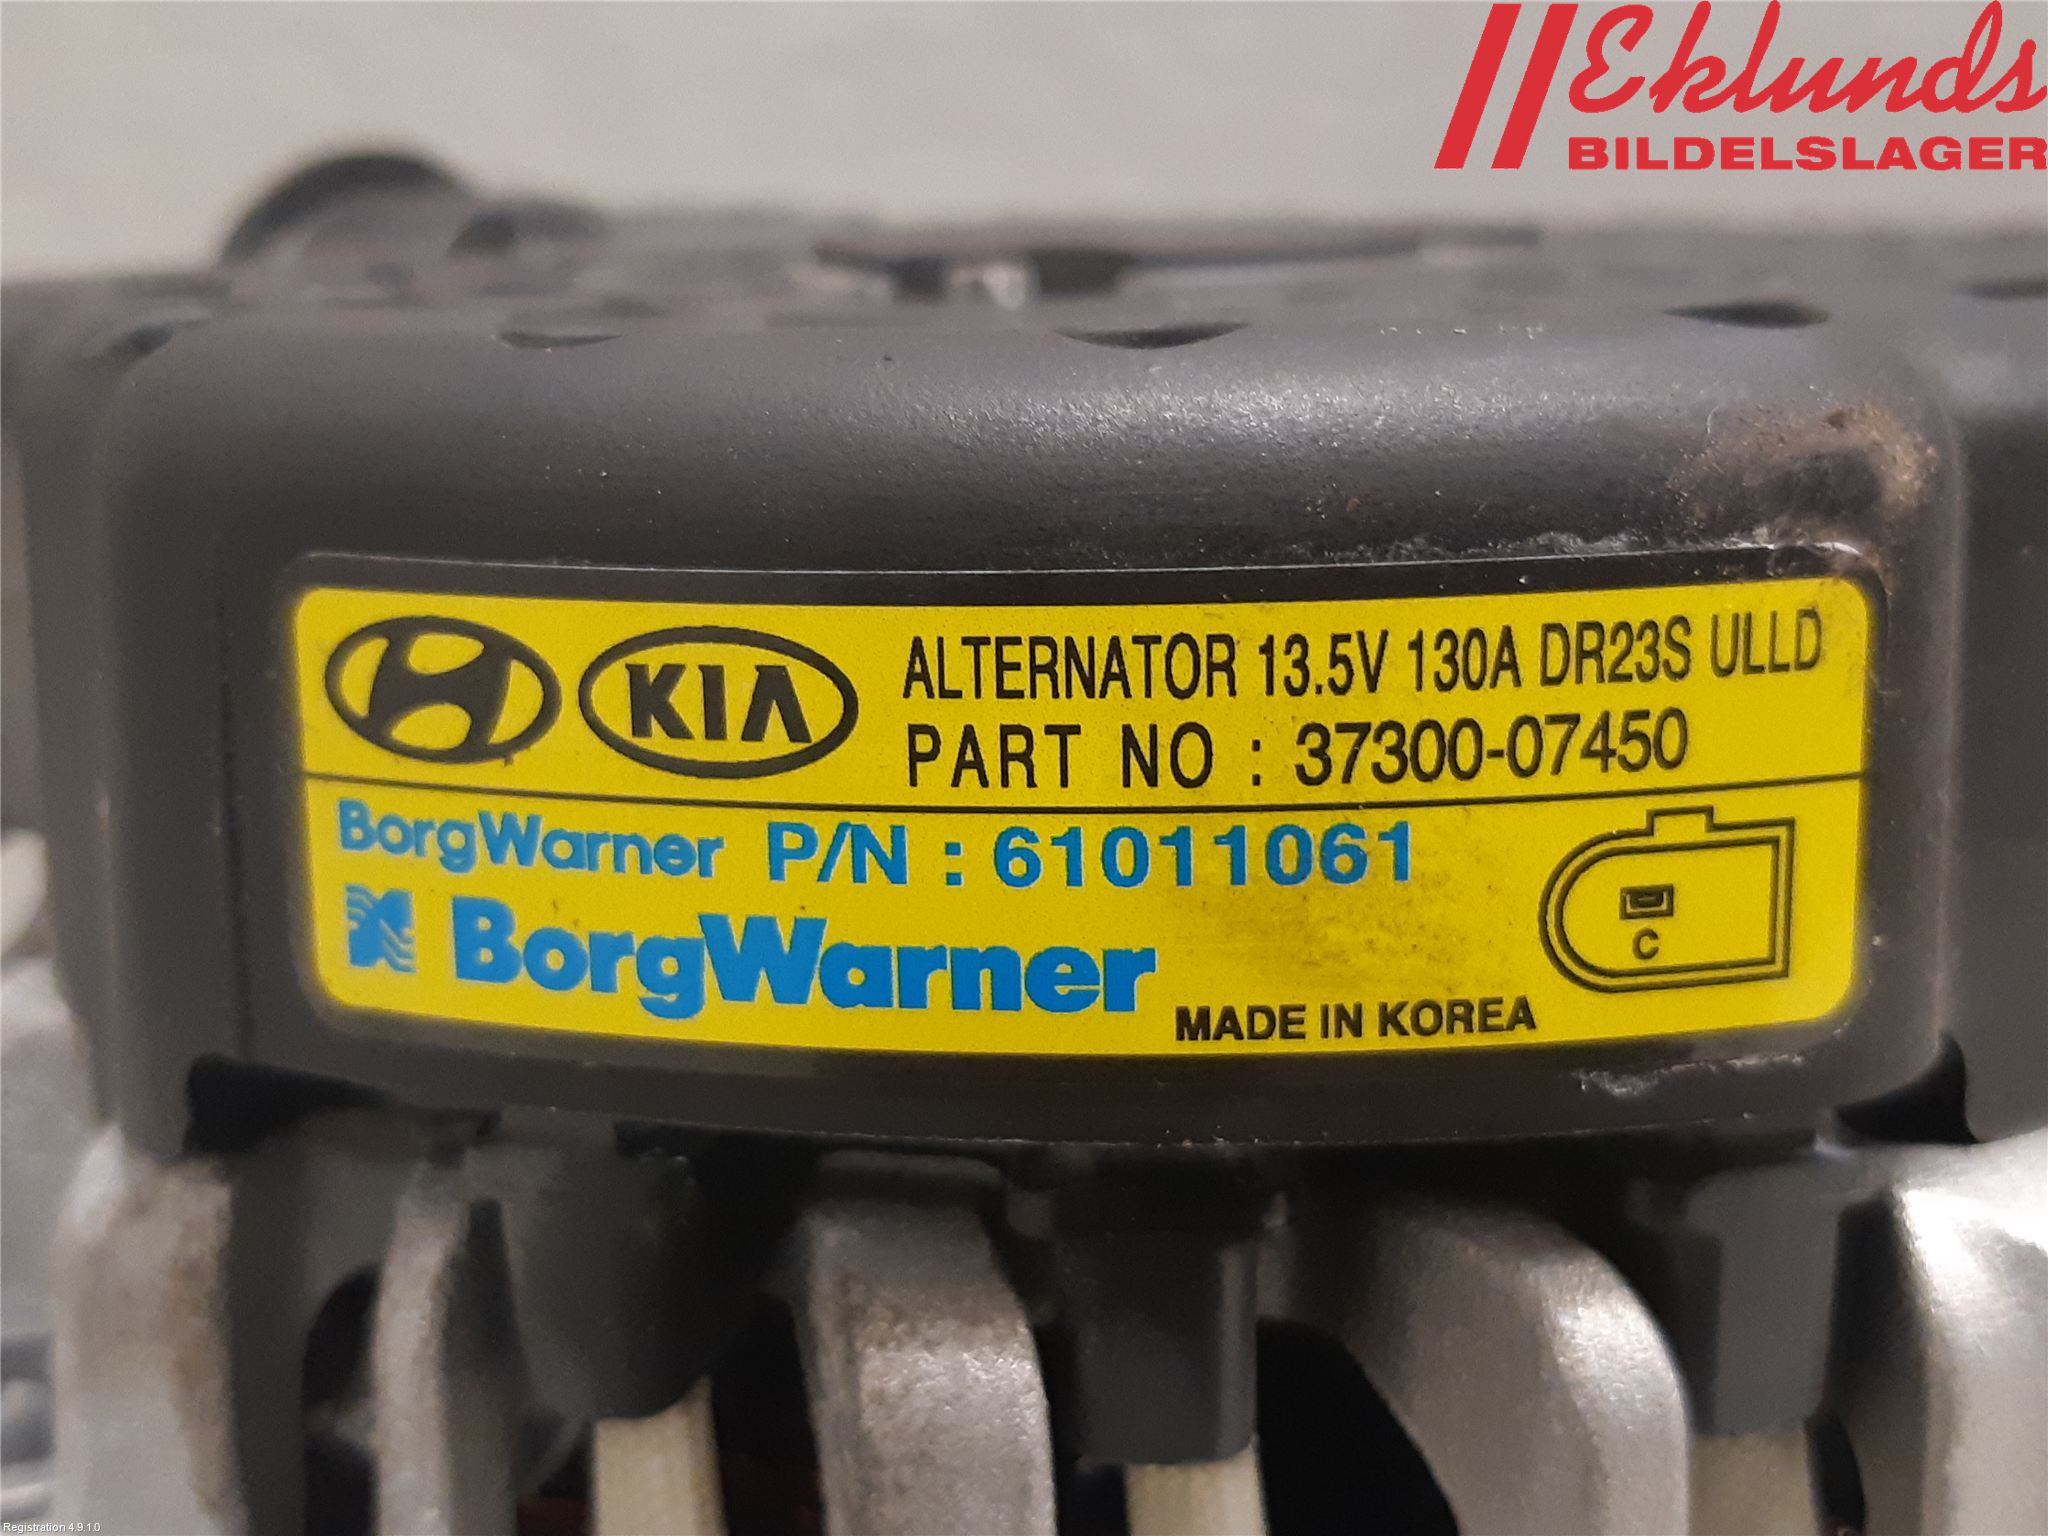 Eklunds
BILDELSLAGER
KIA
ALTERNATOR 13.5V 130A DR23S ULLD
PART NO : 37300-07450
BorgWarner P/N : 61011061
BorgWarner
C
MADE IN KOREA
Registration 4.9.1.0